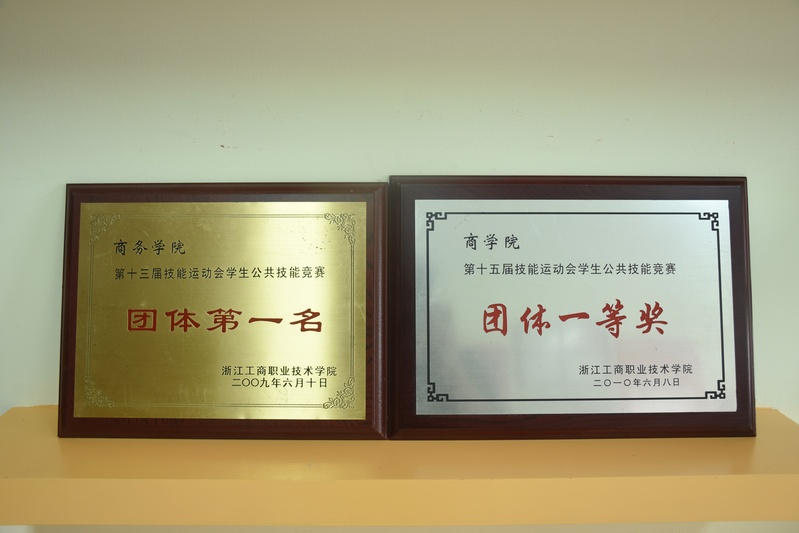 商务学院
第十三届技能运动会学生公共技能竞赛
团体第一名
浙江工商职业技术学院
二〇〇九年六月十日
商学院
第十五届技能运动会学生公共技能竞赛
团体一等奖
浙江工商职业技术学院
二〇一〇年六月八日